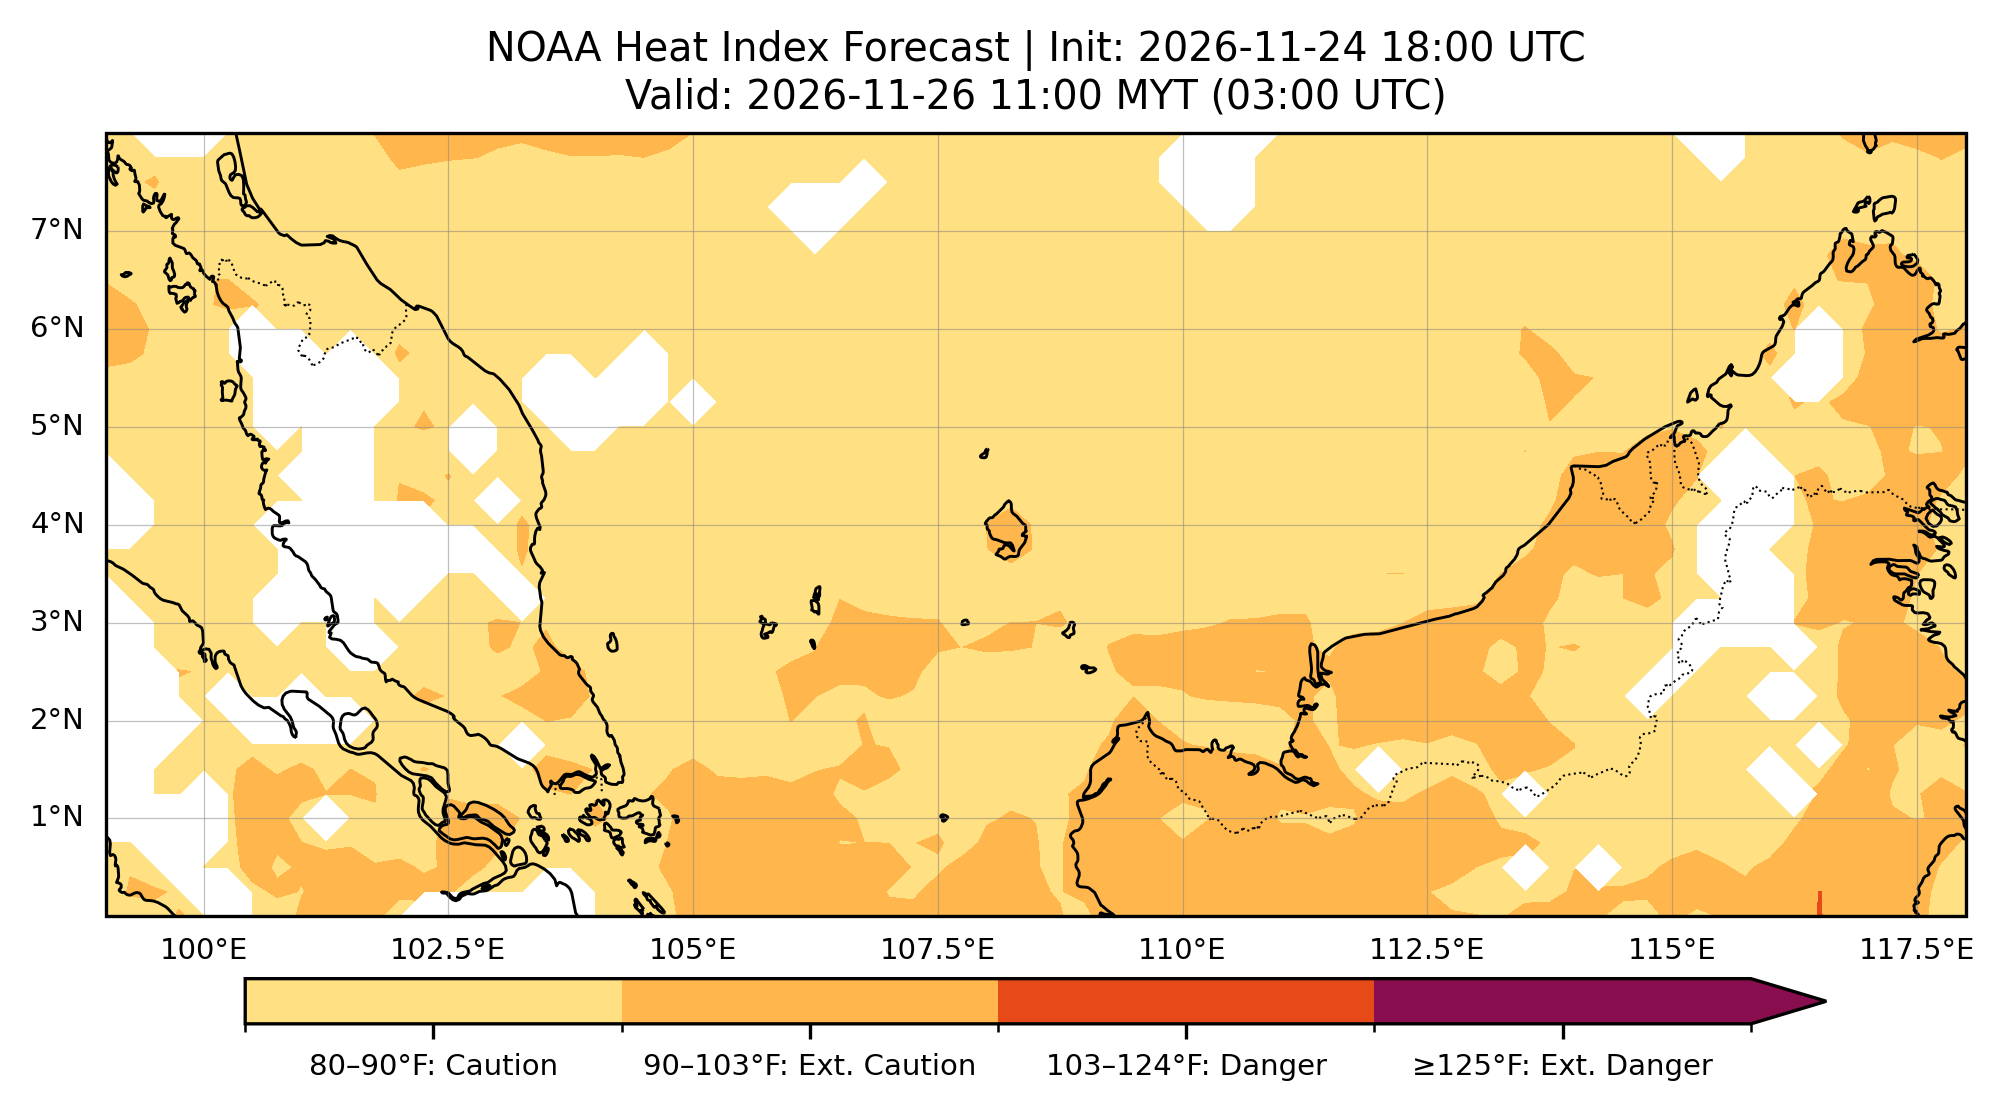 NOAA Heat Index Forecast | Init: 2026-11-24 18:00 UTC
Valid: 2026-11-26 11:00 MYT (03:00 UTC)
7°N
6°N
5°N
4°N
3°N
2°N
1°N
100°E 102.5°E 105°E 107.5°E 110°E 112.5°E 115°E 117.5°E
80–90°F: Caution 90–103°F: Ext. Caution 103–124°F: Danger ≥125°F: Ext. Danger